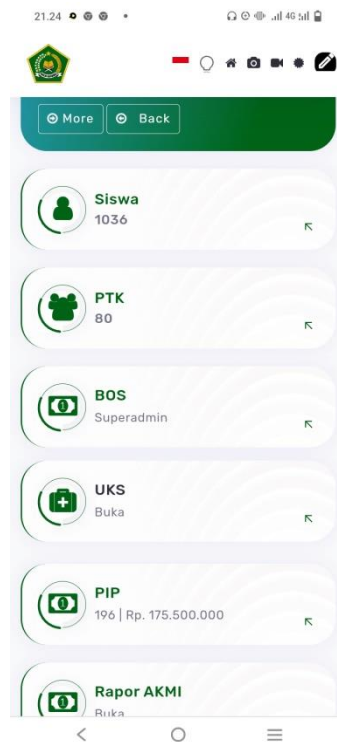 21.24
4G
More
Back
Siswa
1036
PTK
80
BOS
Superadmin
UKS
Buka
PIP
196 | Rp. 175.500.000
Rapor AKMI
Buka